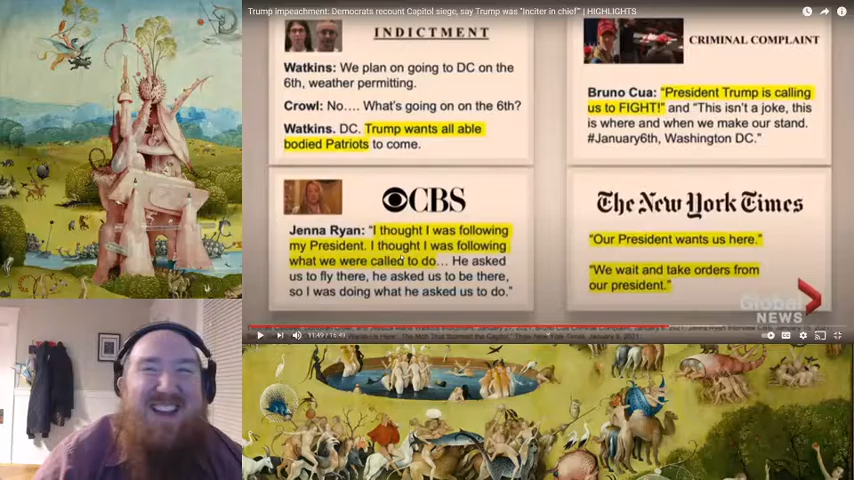 Trump impeachment: Democrats recount Capitol siege, say Trump was "inciter in chief" | HIGHLIGHTS
INDICTMENT
Watkins: We plan on going to DC on the
6th, weather permitting.
Crowl: No…. What's going on on the 6th?
Watkins. DC. Trump wants all able
bodied Patriots to come.
CRIMINAL COMPLAINT
Bruno Cua: "President Trump is calling
us to FIGHT!" and "This isn't a joke, this
is where and when we make our stand.
#January6th, Washington DC."
CBS
Jenna Ryan: "I thought I was following
my President. I thought I was following
what we were called to do… He asked
us to fly there, he asked us to be there,
so I was doing what he asked us to do."
The New York Times
"Our President wants us here."
"We wait and take orders from
our president."
Global
NEWS
11:49 / 16:49